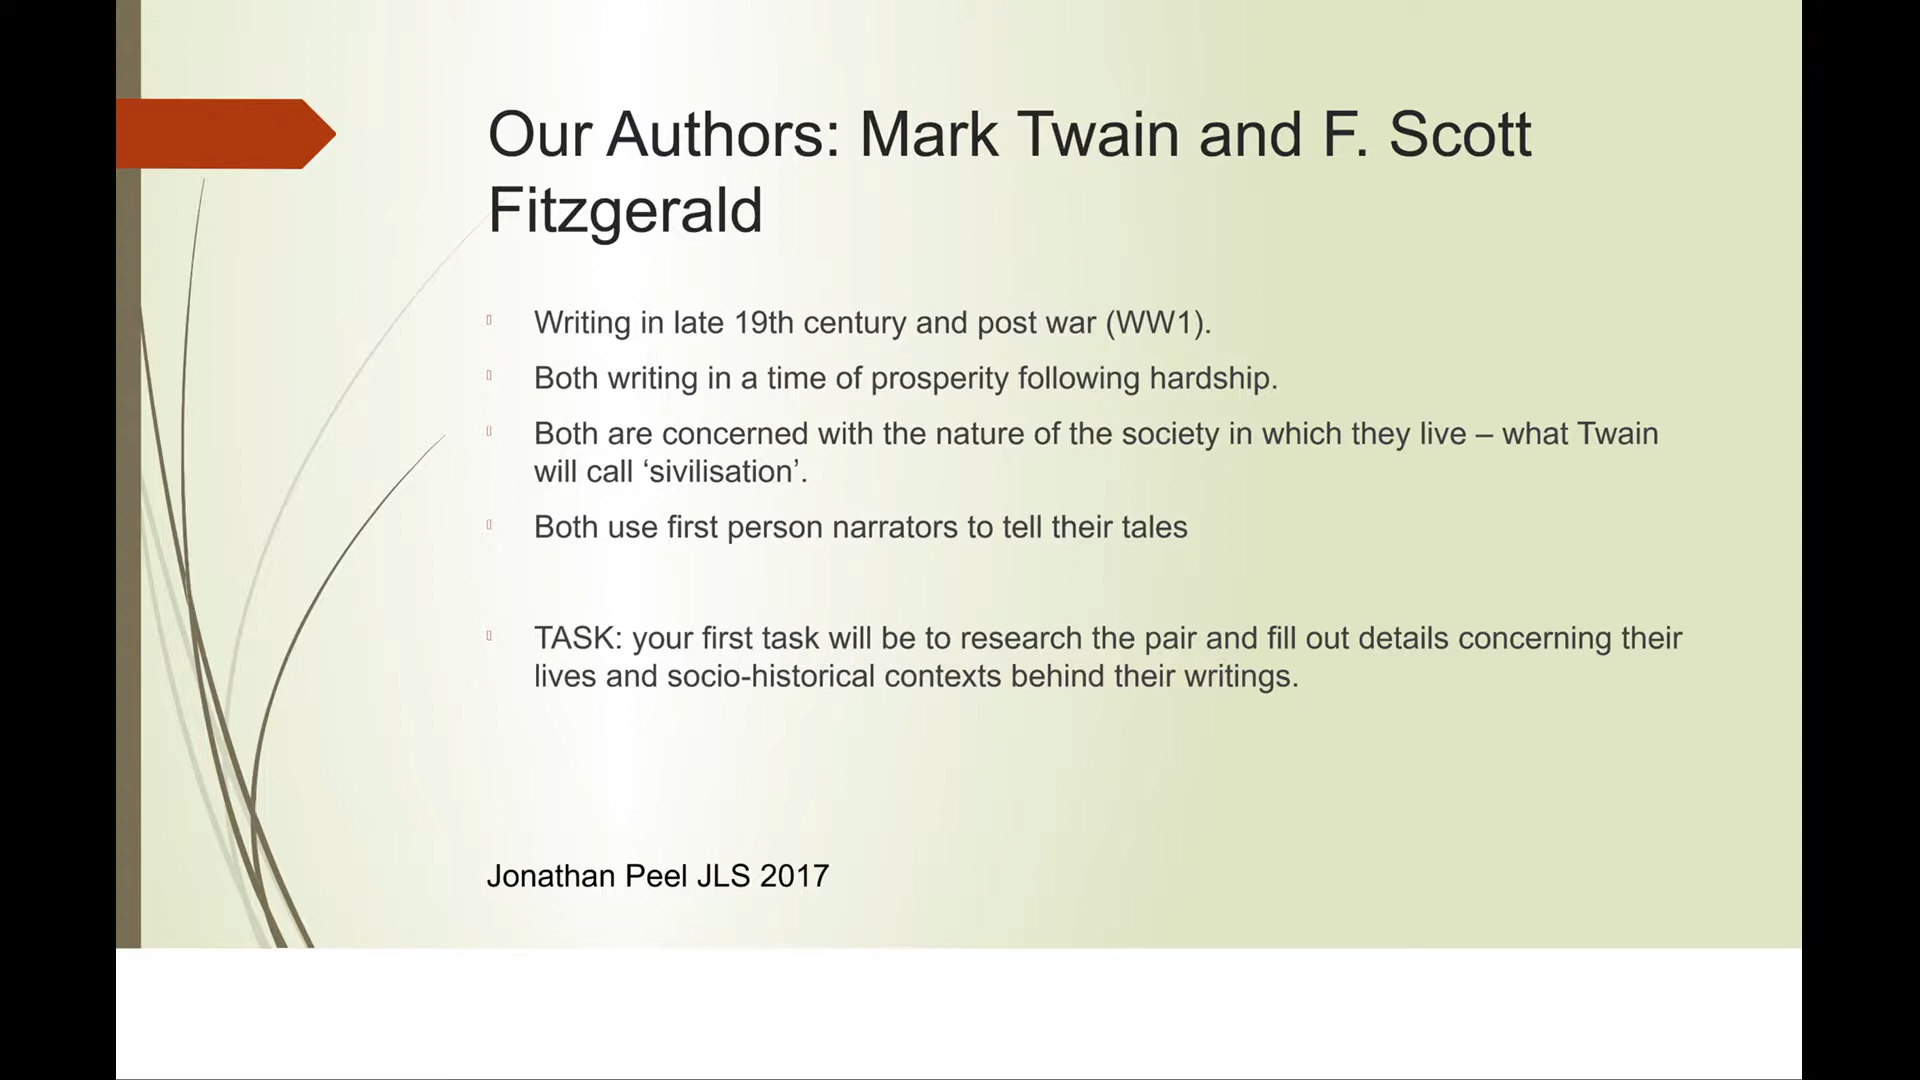 Our Authors: Mark Twain and F. Scott
Fitzgerald
Writing in late 19th century and post war (WW1).
Both writing in a time of prosperity following hardship.
Both are concerned with the nature of the society in which they live – what Twain
will call ‘sivilisation’.
Both use first person narrators to tell their tales
TASK: your first task will be to research the pair and fill out details concerning their
lives and socio-historical contexts behind their writings.
Jonathan Peel JLS 2017